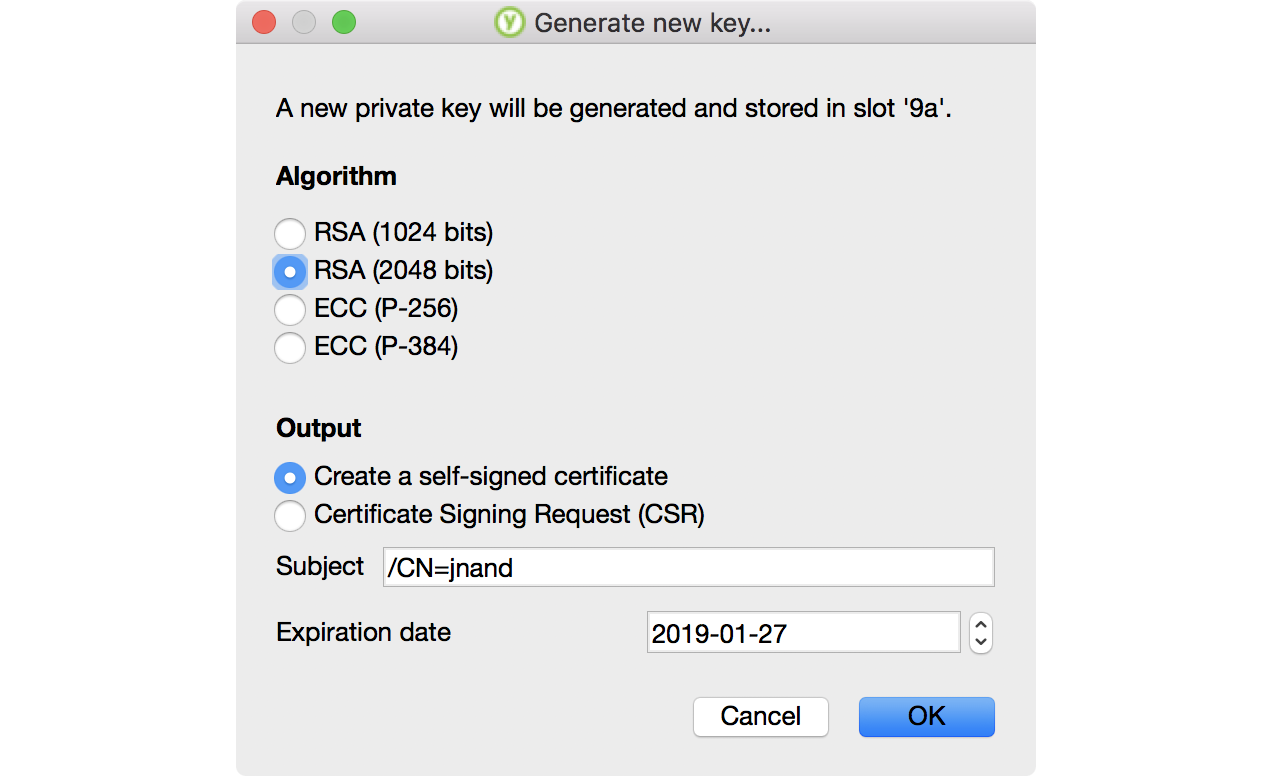 Generate new key...
A new private key will be generated and stored in slot '9a'.
Algorithm
RSA (1024 bits)
RSA (2048 bits)
ECC (P-256)
ECC (P-384)
Output
Create a self-signed certificate
Certificate Signing Request (CSR)
Subject /CN=jnand
Expiration date 2019-01-27
Cancel OK